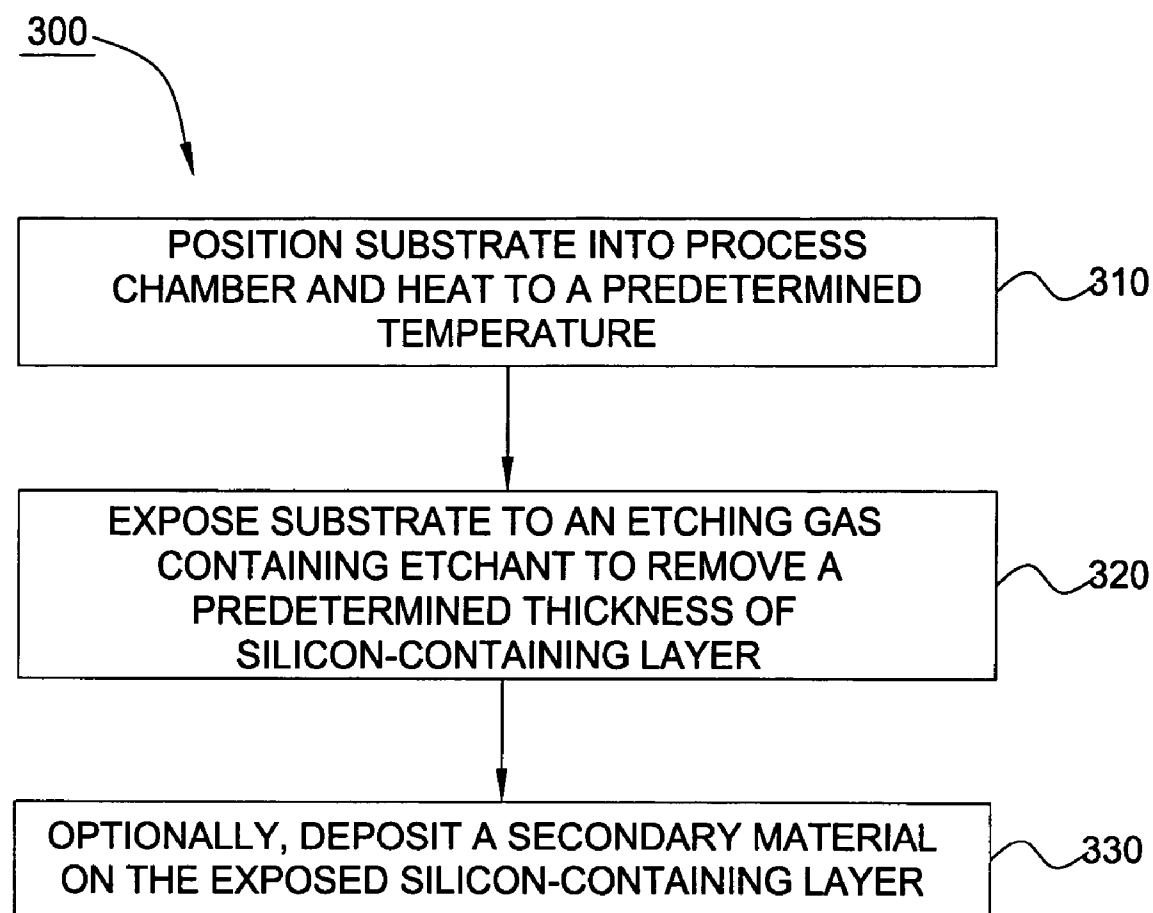 300
POSITION SUBSTRATE INTO PROCESS
CHAMBER AND HEAT TO A PREDETERMINED
TEMPERATURE
310
EXPOSE SUBSTRATE TO AN ETCHING GAS
CONTAINING ETCHANT TO REMOVE A
PREDETERMINED THICKNESS OF
SILICON-CONTAINING LAYER
320
OPTIONALLY, DEPOSIT A SECONDARY MATERIAL
ON THE EXPOSED SILICON-CONTAINING LAYER
330